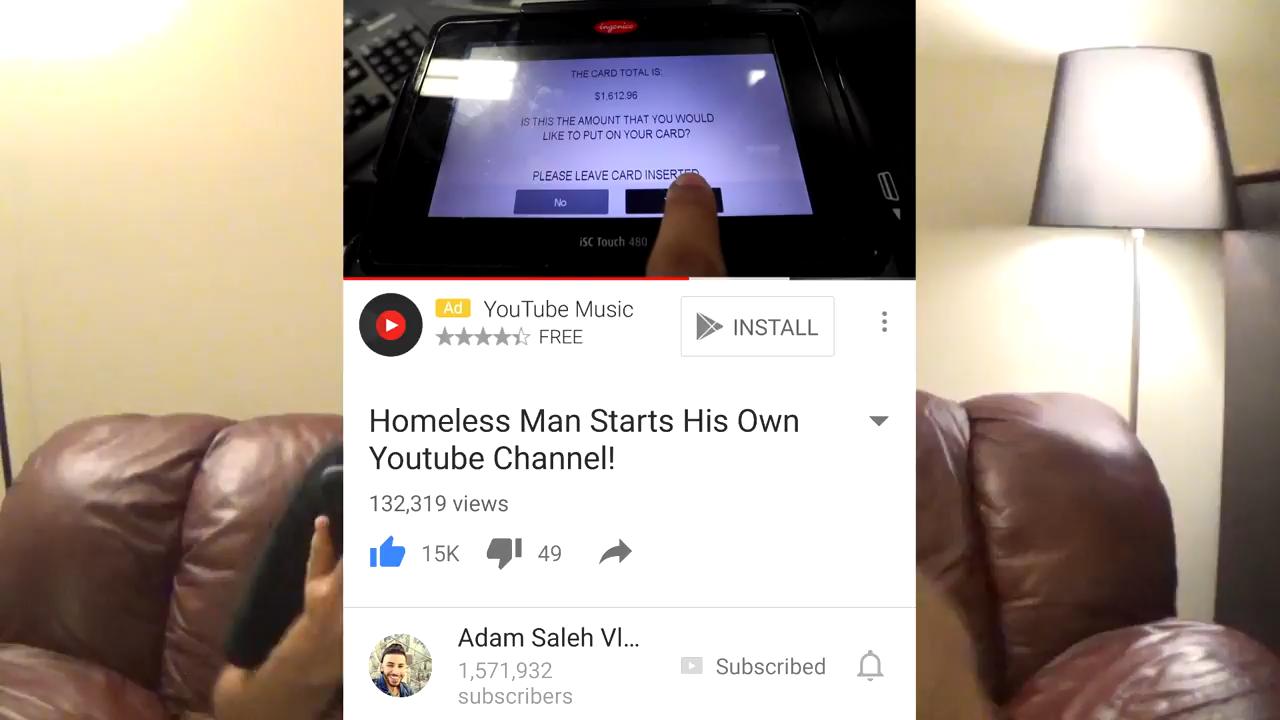 ingenico
THE CARD TOTAL IS:
$1,612.96
IS THIS THE AMOUNT THAT YOU WOULD
LIKE TO PUT ON YOUR CARD?
PLEASE LEAVE CARD INSERTED
No
iSC Touch 480
Ad YouTube Music
FREE
INSTALL
Homeless Man Starts His Own
Youtube Channel!
132,319 views
15K 49
Adam Saleh Vl...
1,571,932
subscribers
Subscribed